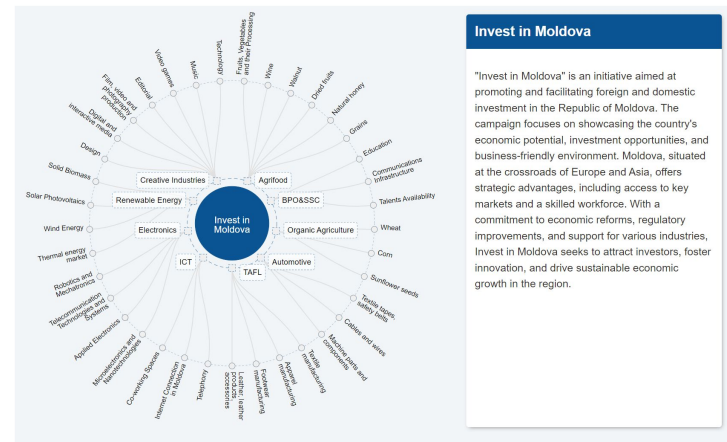 Technology
Fruits, Vegetables
and their Processing
Wine
Walnut
Dried fruits
Natural honey
Grains
Education
Communications
Infrastructure
Talents Availability
Wheat
Corn
Sunflower seeds
Textile tapes,
safety belts
Cables and wires
Machine parts and
components
Textile
manufacturing
Apparel
manufacturing
Footwear
manufacturing
Leather, leather
products,
accessories
Telephony
Internet Connection
in Moldova
Co-working Spaces
Microelectronics and
Nanotechnologies
Applied Electronics
Telecommunication
Technologies and
Systems
Robotics and
Mechatronics
Thermal energy
market
Wind Energy
Solar Photovoltaics
Solid Biomass
Design
Digital and
interactive media
Film, video and
photography
production
Editorial
Video games
Music
Creative Industries
Agrifood
Renewable Energy
BPO&SSC
Electronics
Organic Agriculture
ICT
Automotive
TAFL
Invest in
Moldova
Invest in Moldova
"Invest in Moldova" is an initiative aimed at
promoting and facilitating foreign and domestic
investment in the Republic of Moldova. The
campaign focuses on showcasing the country's
economic potential, investment opportunities, and
business-friendly environment. Moldova, situated
at the crossroads of Europe and Asia, offers
strategic advantages, including access to key
markets and a skilled workforce. With a
commitment to economic reforms, regulatory
improvements, and support for various industries,
Invest in Moldova seeks to attract investors, foster
innovation, and drive sustainable economic
growth in the region.